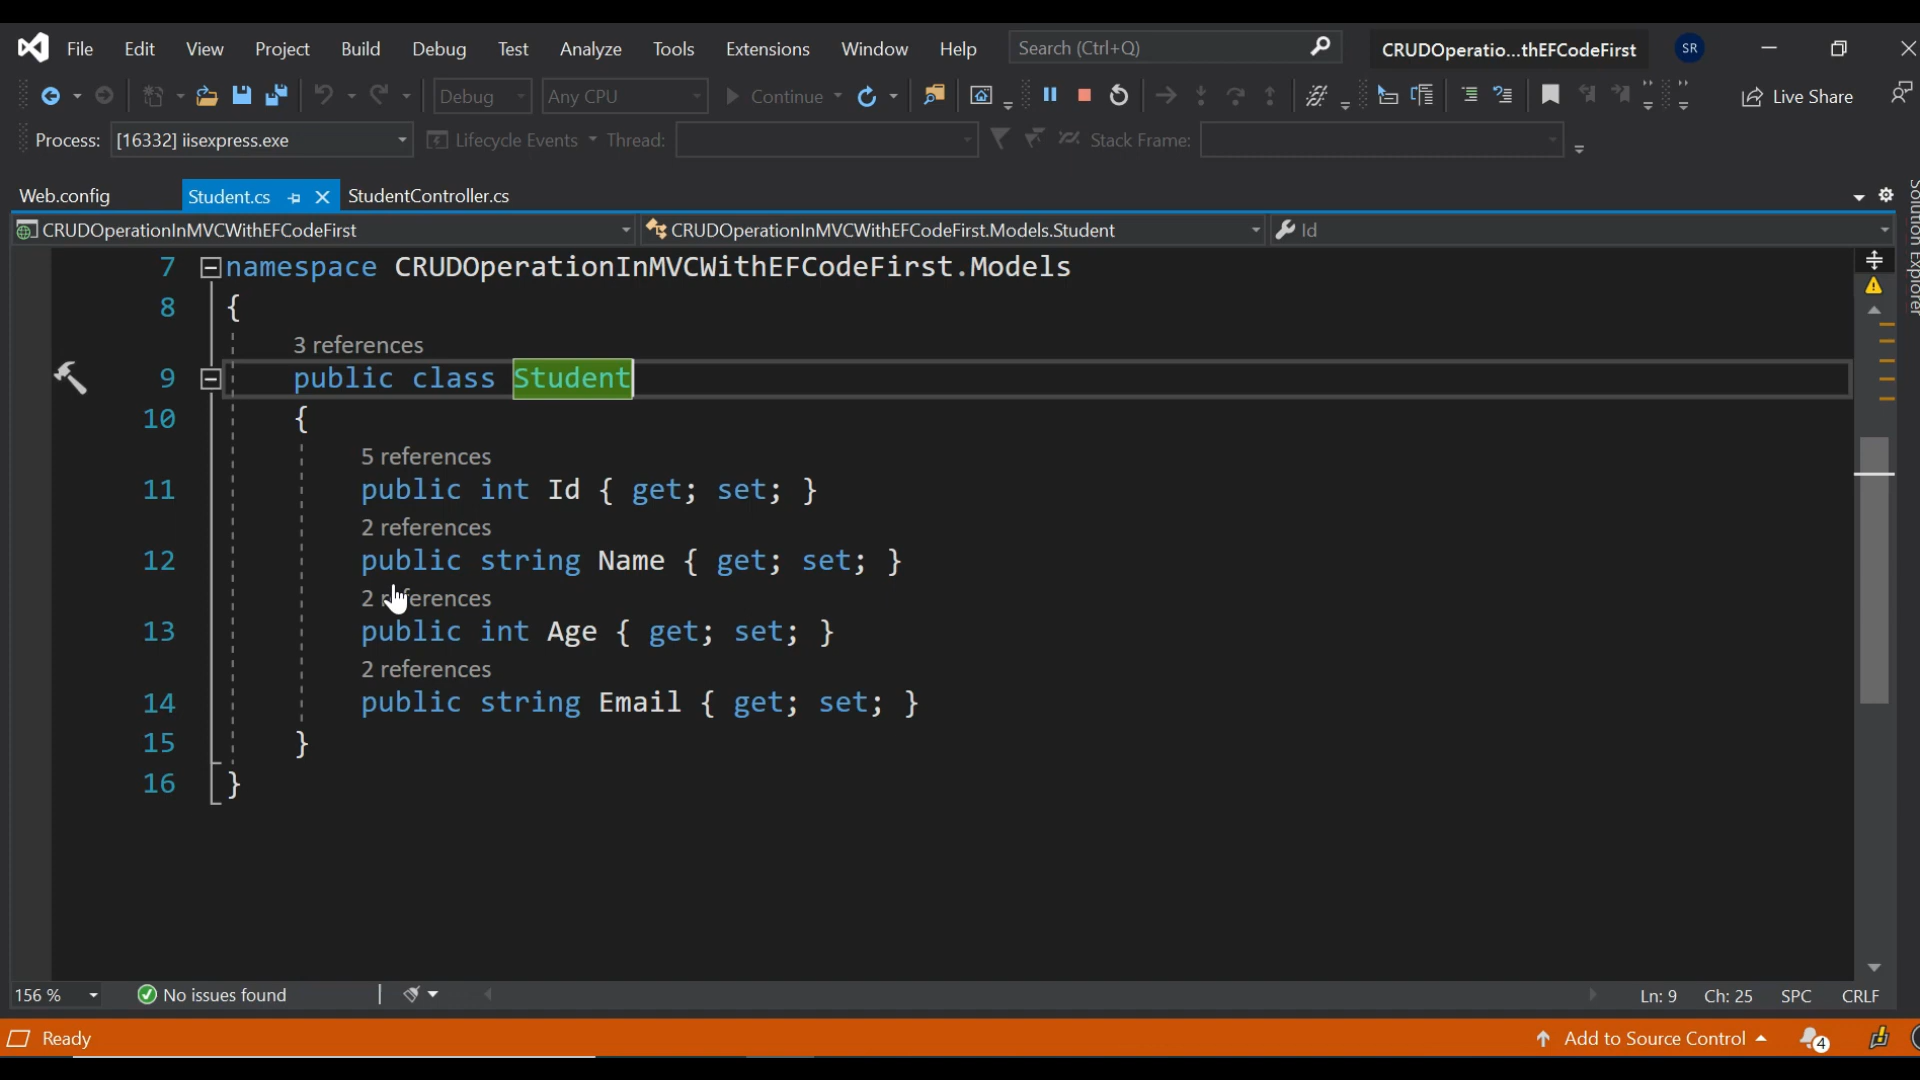 File Edit View Project Build Debug Test Analyze Tools Extensions Window Help Search (Ctrl+Q) CRUDOperatio...thEFCodeFirst SR
Debug Any CPU Continue Live Share
Process: [16332] iisexpress.exe Lifecycle Events Thread: Stack Frame:
Web.config Student.cs StudentController.cs
CRUDOperationInMVCWithEFCodeFirst CRUDOperationInMVCWithEFCodeFirst.Models.Student Id
Solution Explorer
7 namespace CRUDOperationInMVCWithEFCodeFirst.Models
8 {
3 references
9 public class Student
10 {
5 references
11 public int Id { get; set; }
2 references
12 public string Name { get; set; }
2 references
13 public int Age { get; set; }
2 references
14 public string Email { get; set; }
15 }
16 }
156 % No issues found Ln: 9 Ch: 25 SPC CRLF
Ready Add to Source Control 4